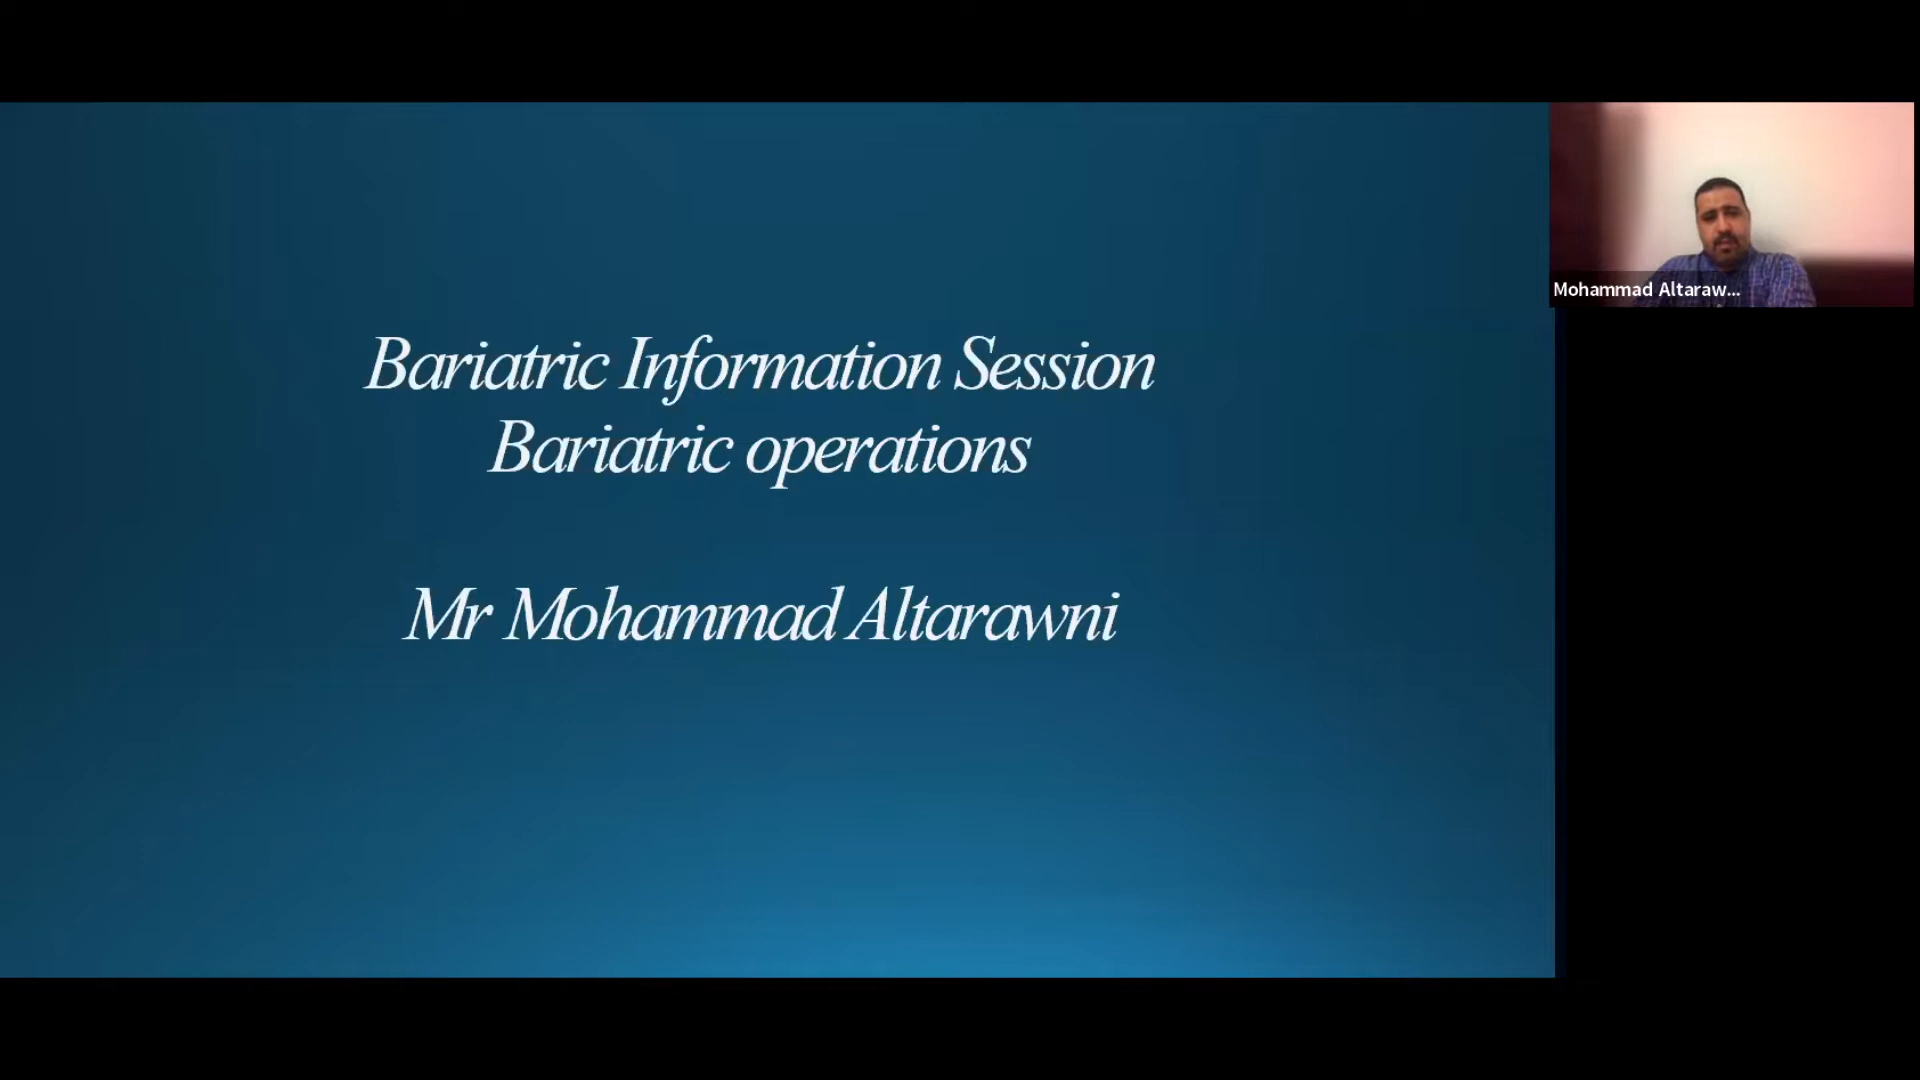 Bariatric Information Session
Bariatric operations
Mr Mohammad Altarawni
Mohammad Altaraw...